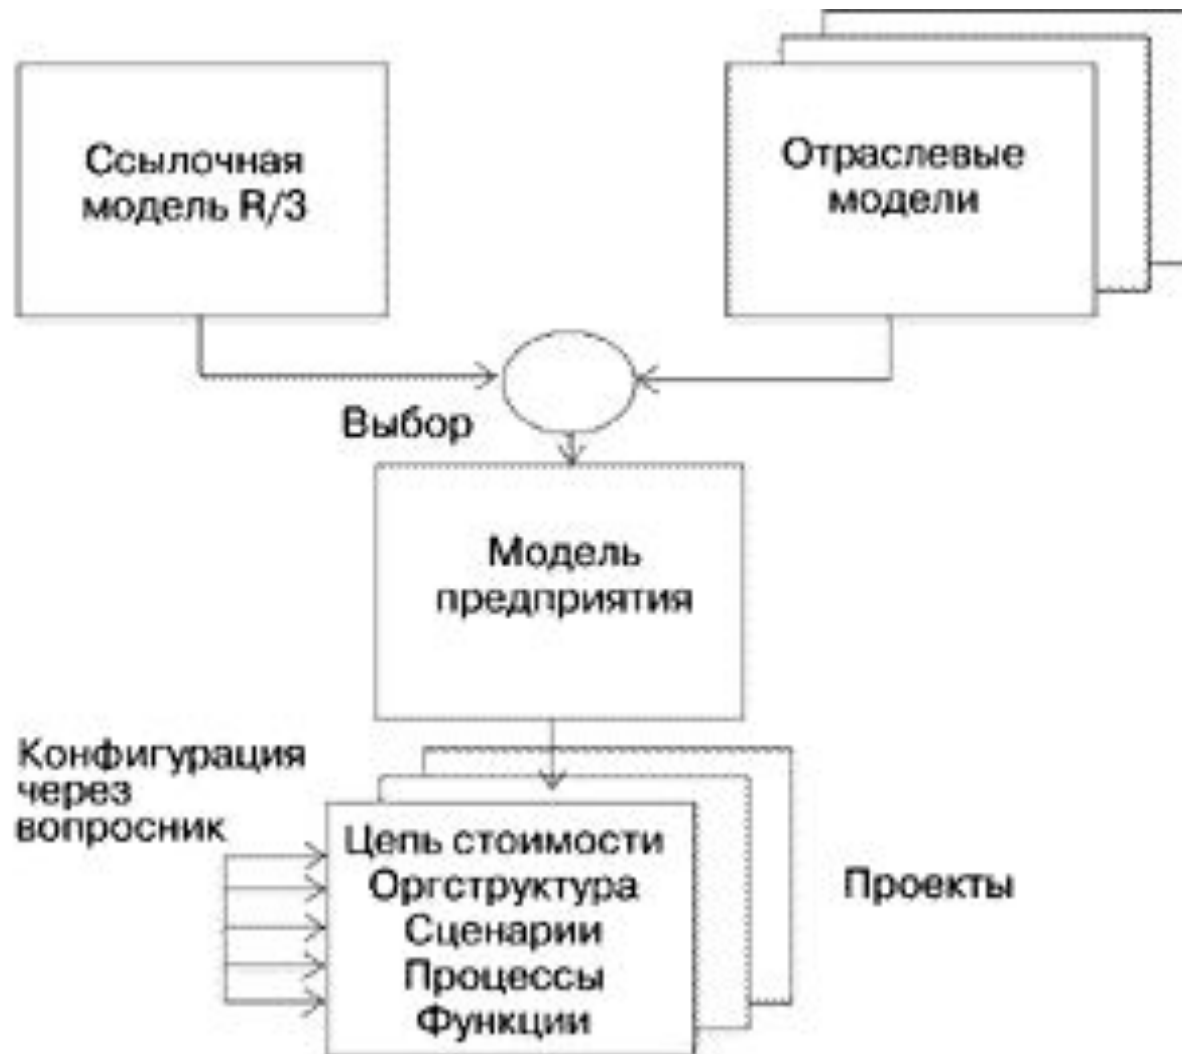 Ссылочная
модель R/3
Отраслевые
модели
Выбор
Модель
предприятия
Конфигурация
через
вопросник
Цепь стоимости
Оргструктура
Сценарии
Процессы
Функции
Проекты